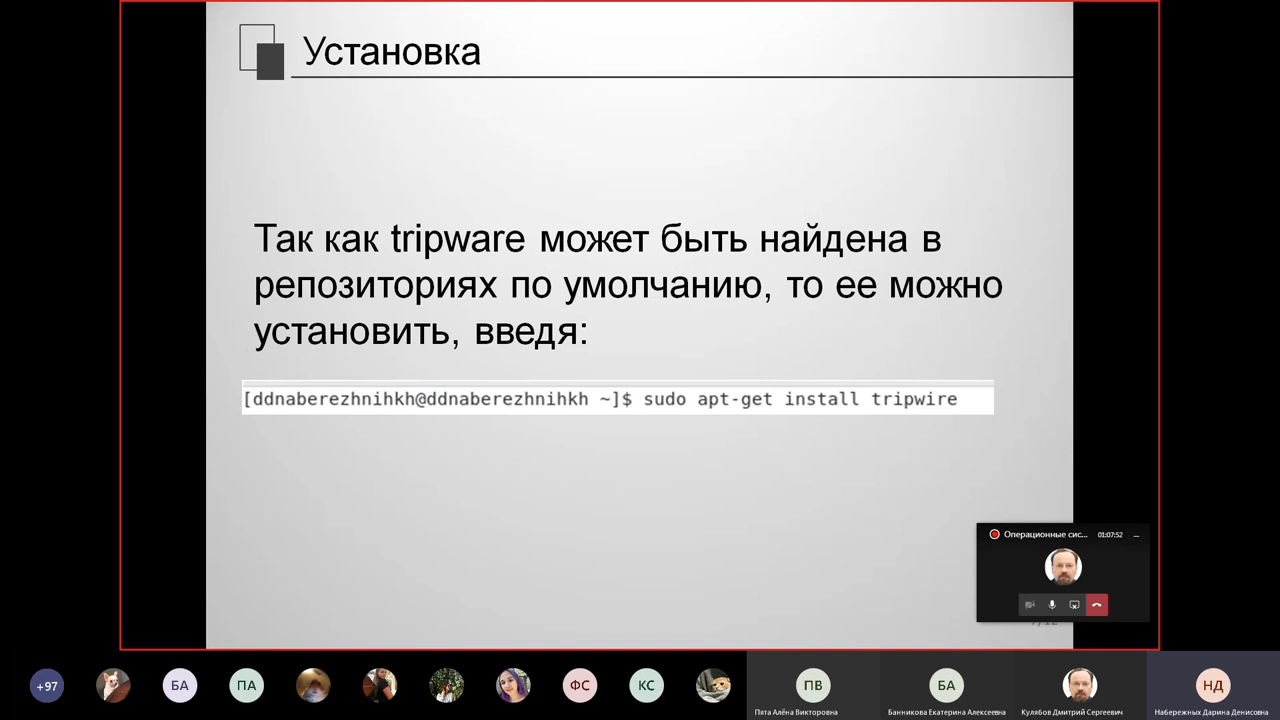 Установка
Так как tripware может быть найдена в
репозиториях по умолчанию, то ее можно
установить, введя:
[ddnaberezhnihkh@ddnaberezhnihkh ~]$ sudo apt-get install tripwire
Операционные сис... 01:07:52
+97
БА
ПА
ФС
КС
ПВ
БА
НД
Пята Алёна Викторовна
Банникова Екатерина Алексеевна
Кулябов Дмитрий Сергеевич
Набережных Дарина Денисовна